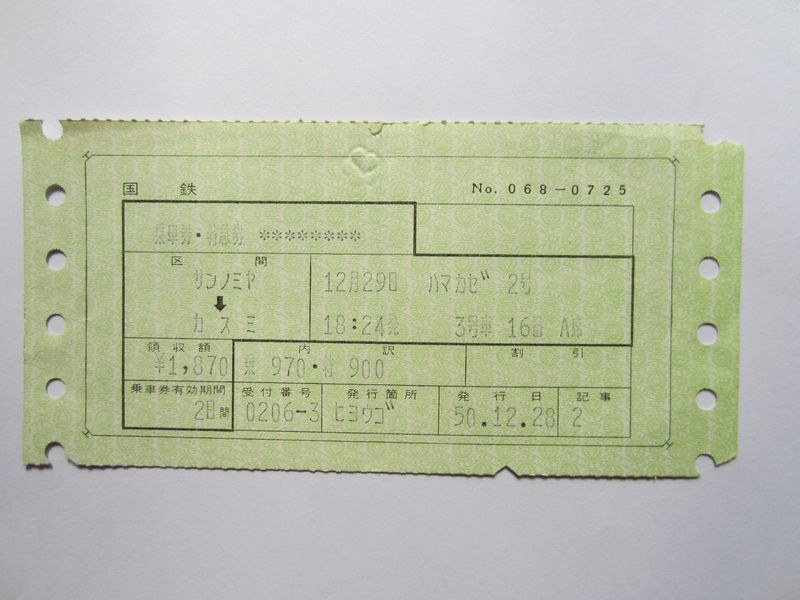 国鉄 No. 068-0725
乗車券・特急券 ********
区間
サンノミヤ 12月29日 ハマカゼ 2号
カスミ 18:24発 3号車 16番 A席
領収額 内訳 割引
¥1,870 乗 970・特 900
乗車券有効期間 受付番号 発行箇所 発行日 記事
2日間 0206-3 ヒヨウゴ 50.12.28 2